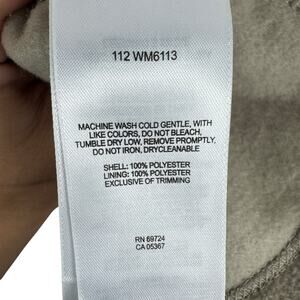 112 WM6113
MACHINE WASH COLD GENTLE, WITH
LIKE COLORS, DO NOT BLEACH,
TUMBLE DRY LOW, REMOVE PROMPTLY,
DO NOT IRON, DRYCLEANABLE
SHELL: 100% POLYESTER
LINING: 100% POLYESTER
EXCLUSIVE OF TRIMMING
RN 69724
CA 05367